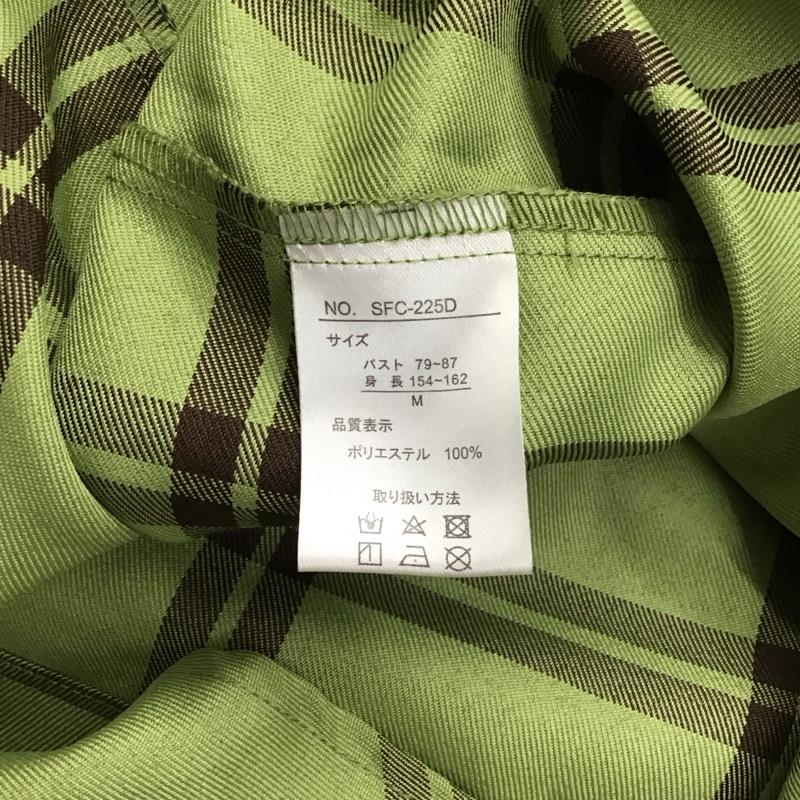 NO. SFC-225D
サイズ
バスト 79~87
身 長 154~162
M
品質表示
ポリエステル 100%
取り扱い方法